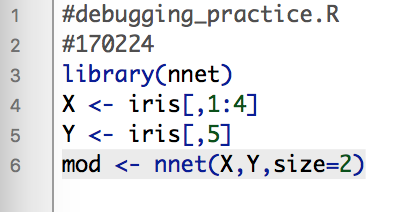 1 #debugging_practice.R
2 #170224
3 library(nnet)
4 X <- iris[,1:4]
5 Y <- iris[,5]
6 mod <- nnet(X,Y,size=2)